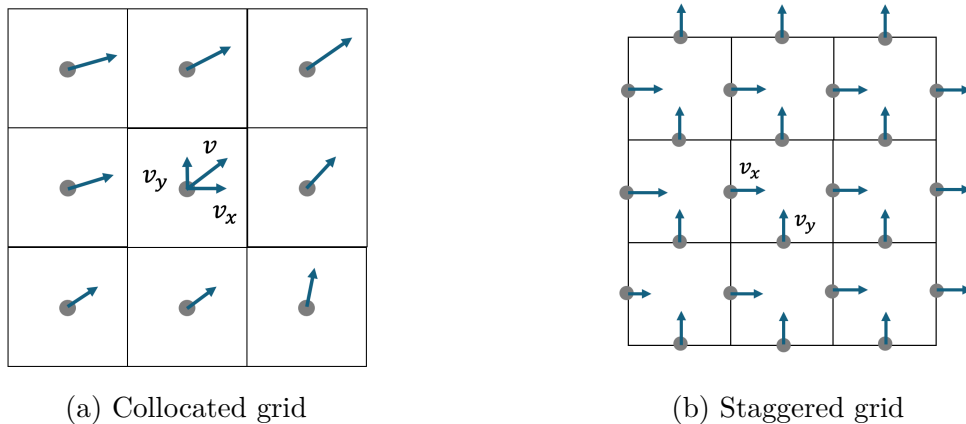 v
v_y
v_x
v_x
v_y
(a) Collocated grid
(b) Staggered grid